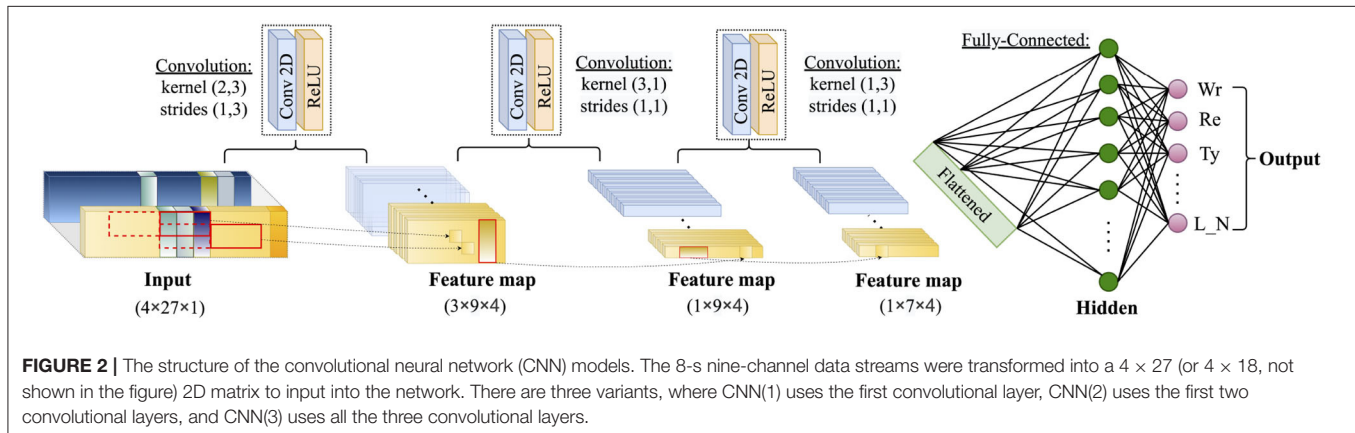 Convolution:
kernel (2,3)
strides (1,3)
Conv 2D
ReLU
Conv 2D
ReLU
Convolution:
kernel (3,1)
strides (1,1)
Conv 2D
ReLU
Convolution:
kernel (1,3)
strides (1,1)
Fully-Connected:
Flattened
Wr
Re
Ty
L_N
Output
Hidden
Input
(4×27×1)
Feature map
(3×9×4)
Feature map
(1×9×4)
Feature map
(1×7×4)
FIGURE 2 | The structure of the convolutional neural network (CNN) models. The 8-s nine-channel data streams were transformed into a 4 × 27 (or 4 × 18, not
shown in the figure) 2D matrix to input into the network. There are three variants, where CNN(1) uses the first convolutional layer, CNN(2) uses the first two
convolutional layers, and CNN(3) uses all the three convolutional layers.